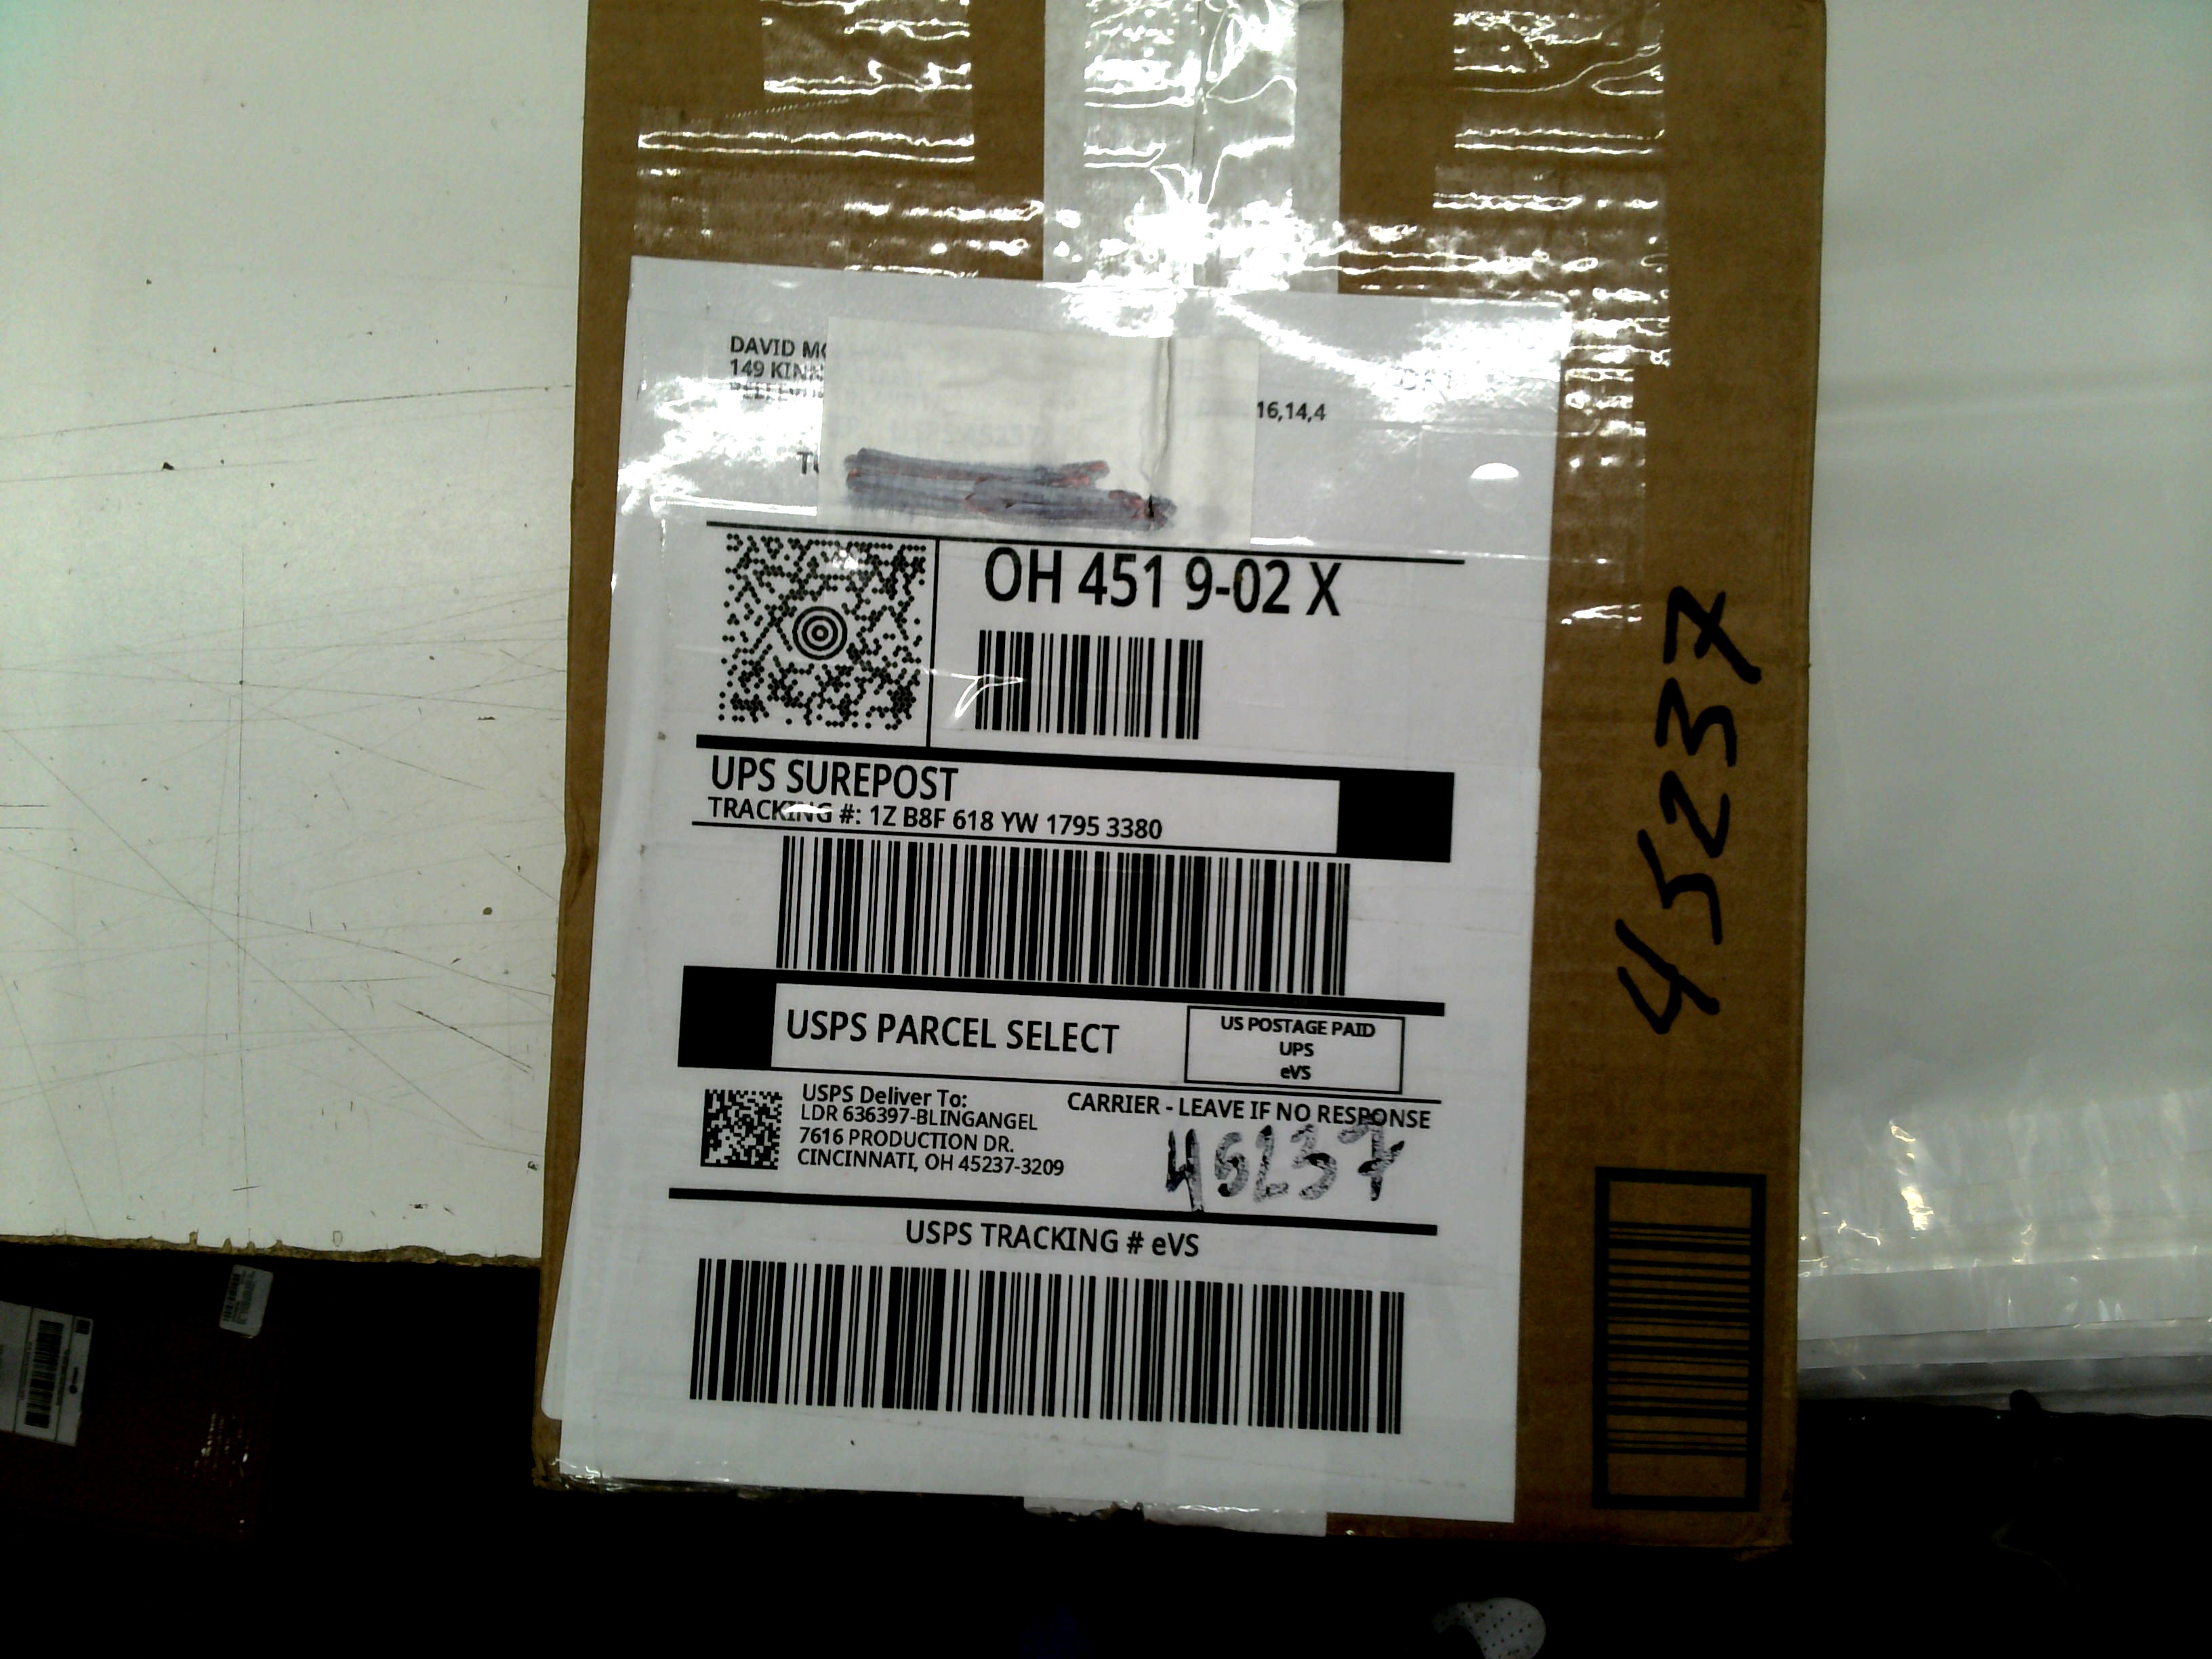 DAVID
149
16,14,4
OH 451 9-02 X
UPS SUREPOST
TRACKING #: 1Z B8F 618 YW 1795 3380
USPS PARCEL SELECT
US POSTAGE PAID
UPS
eVS
USPS Deliver To:
LDR 636397-BLINGANGEL
7616 PRODUCTION DR.
CINCINNATI, OH 45237-3209
CARRIER - LEAVE IF NO RESPONSE
45237
USPS TRACKING # eVS
45237